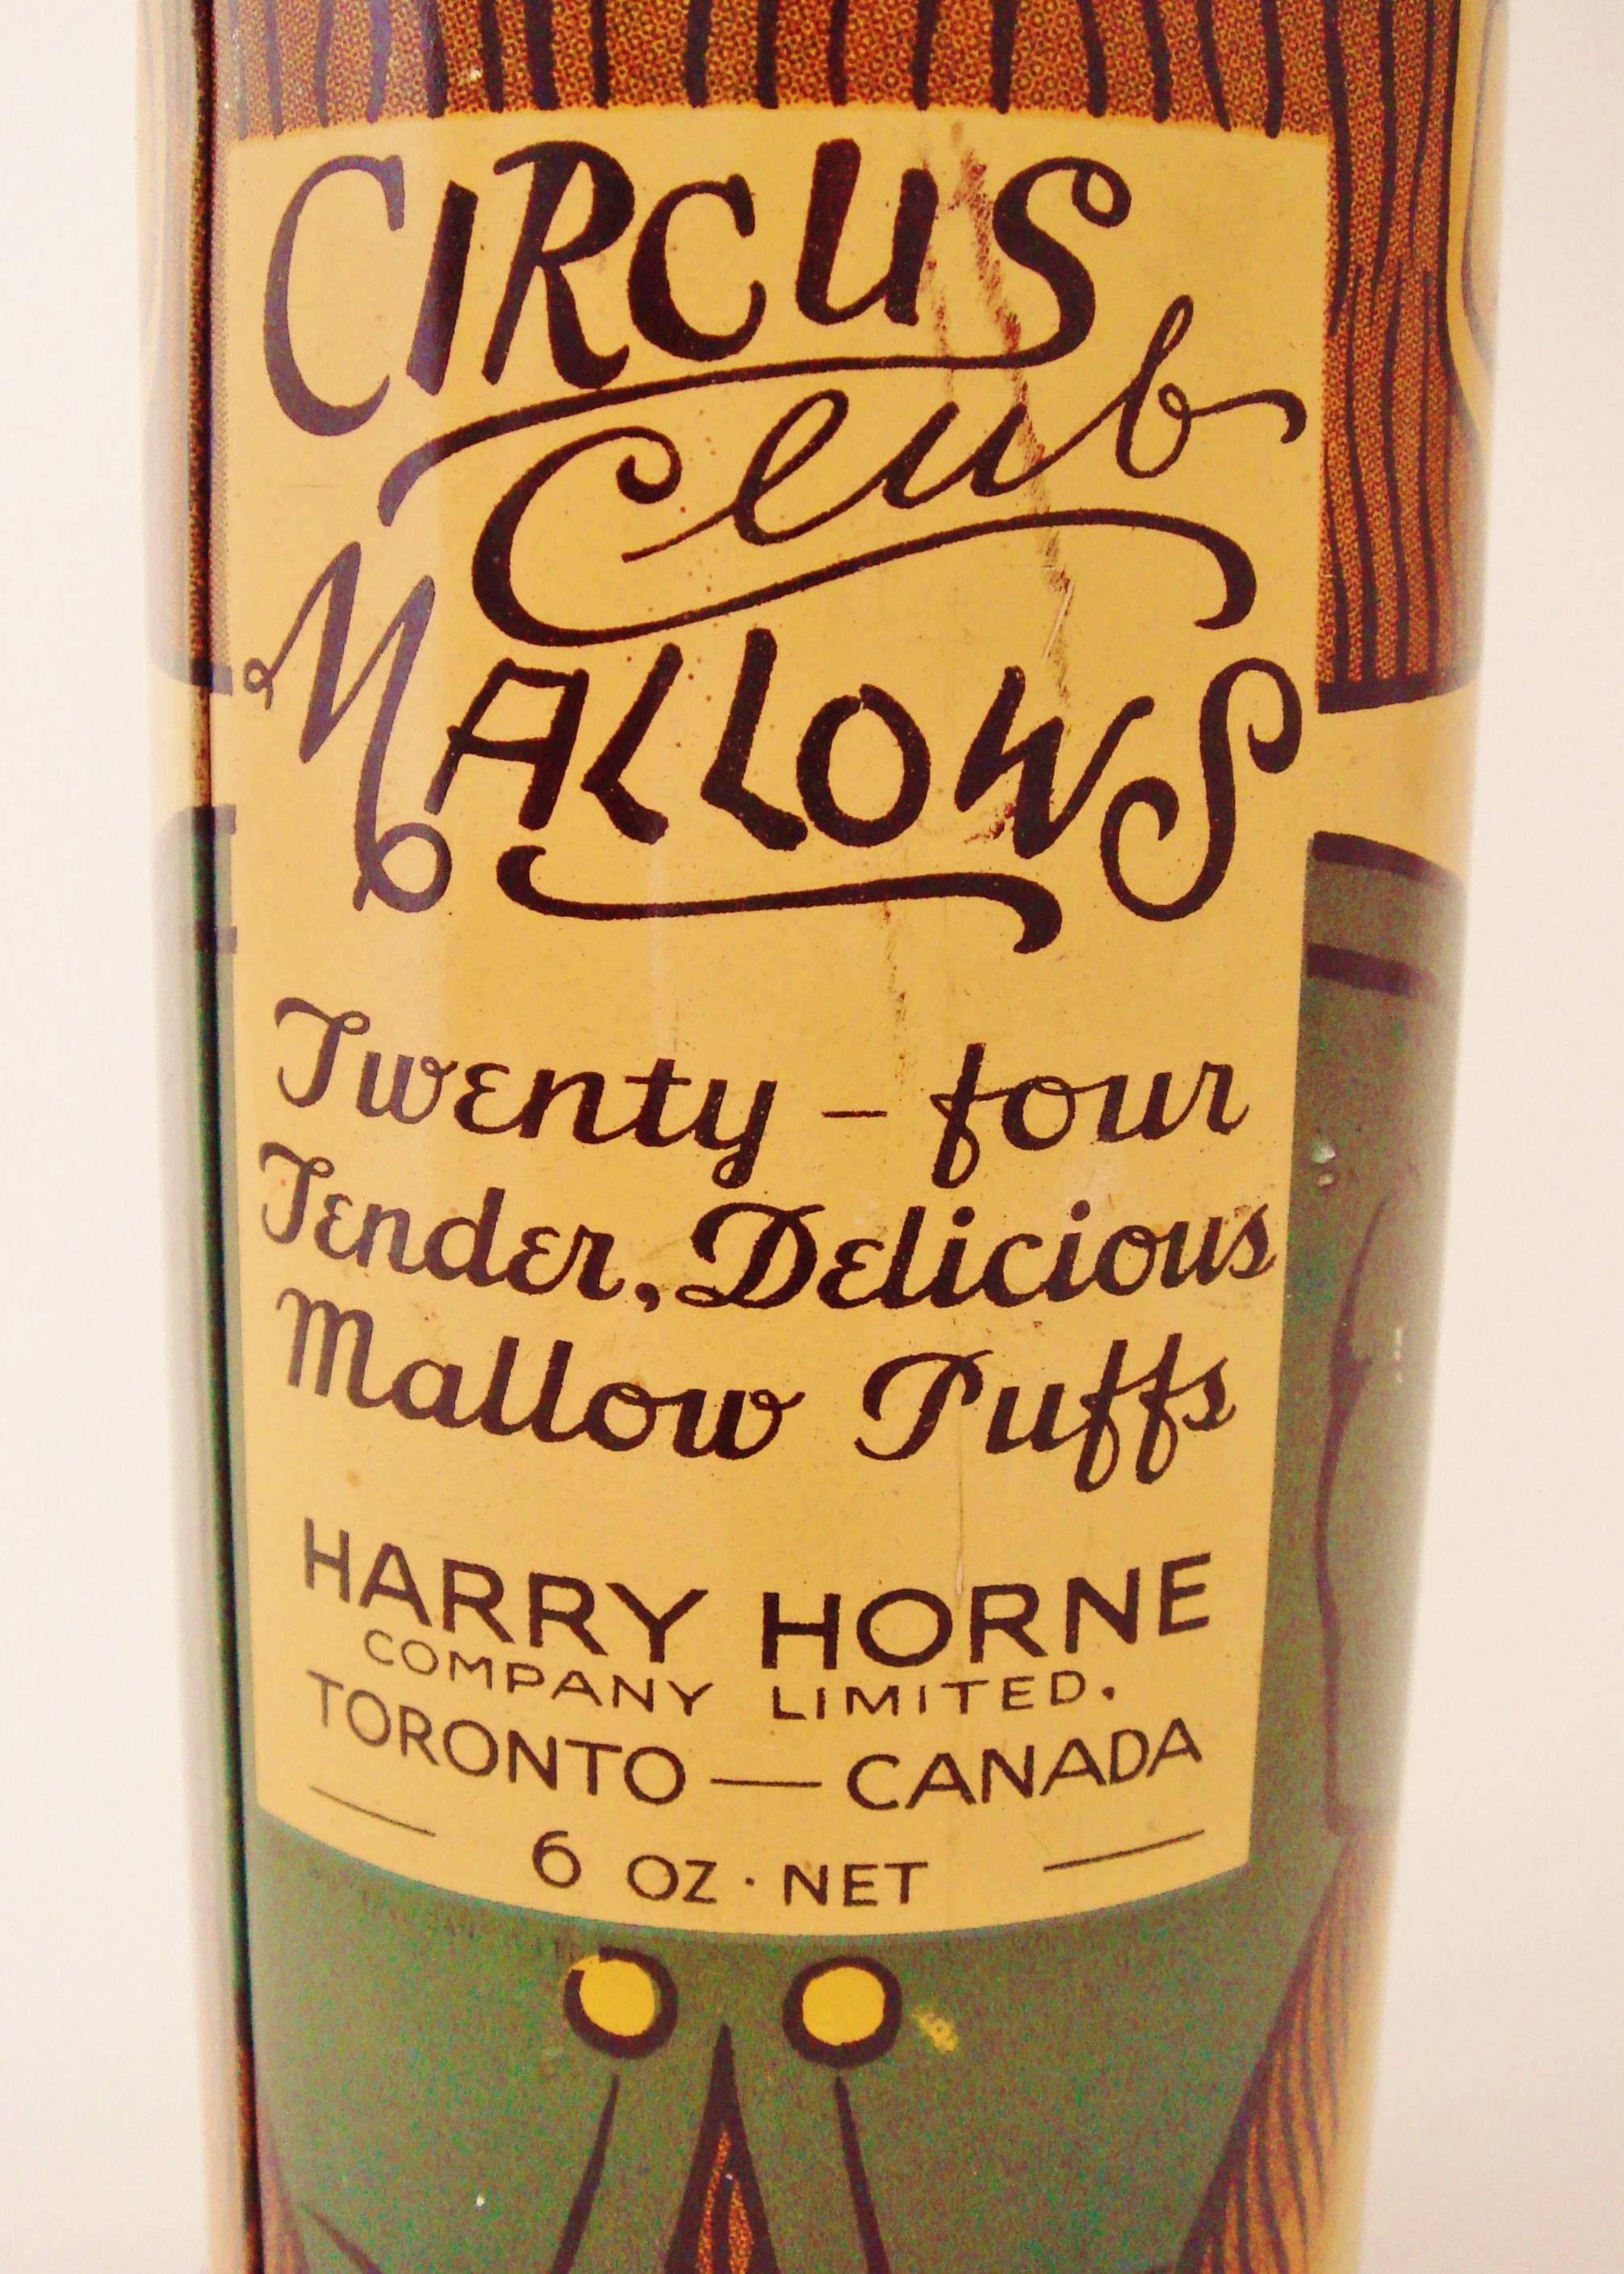 CIRCUS
Club
MALLOWS
Twenty - four
Tender, Delicious
Mallow Puffs
HARRY HORNE
COMPANY LIMITED.
TORONTO — CANADA
6 OZ · NET